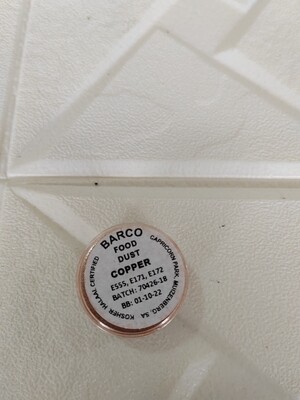 BARCO
FOOD
DUST
COPPER
E555, E171, E172
BATCH: 70426-18
BB: 01-10-22
KOSHER HALAAL CERTIFIED
CAPRICORN PARK, MUIZENBERG, SA